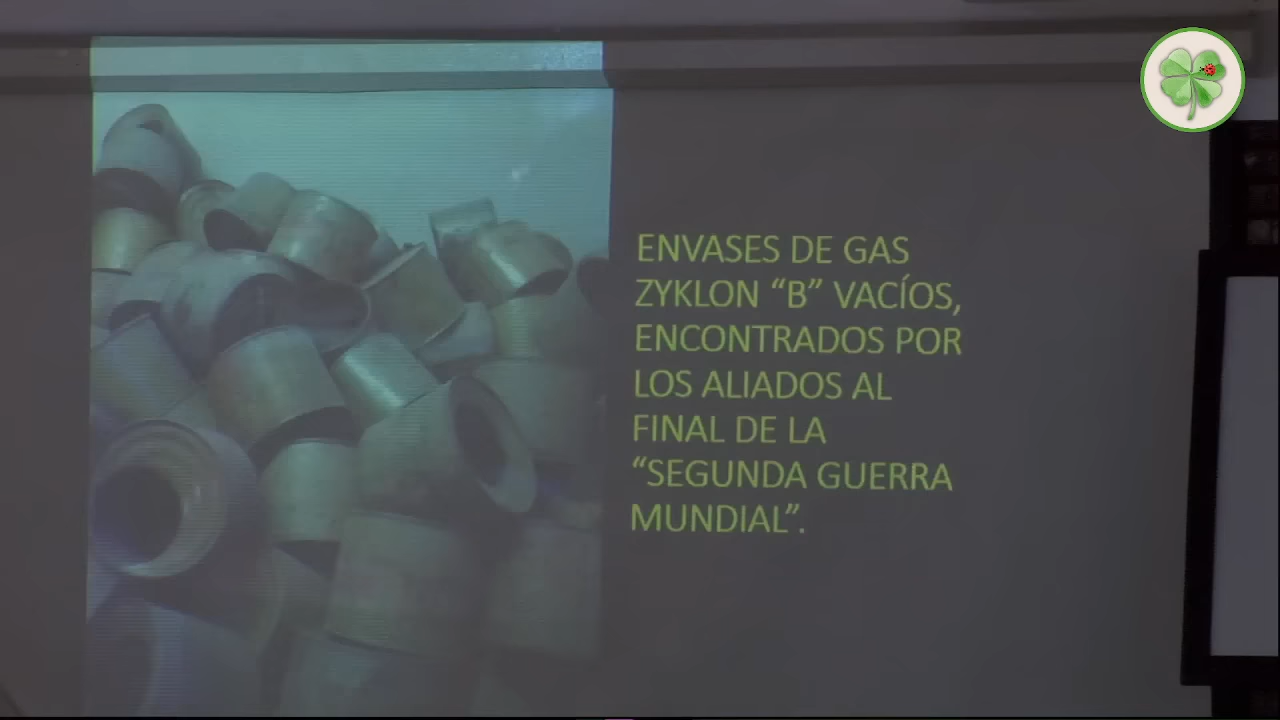 ENVASES DE GAS
ZYKLON “B” VACÍOS,
ENCONTRADOS POR
LOS ALIADOS AL
FINAL DE LA
“SEGUNDA GUERRA
MUNDIAL”.